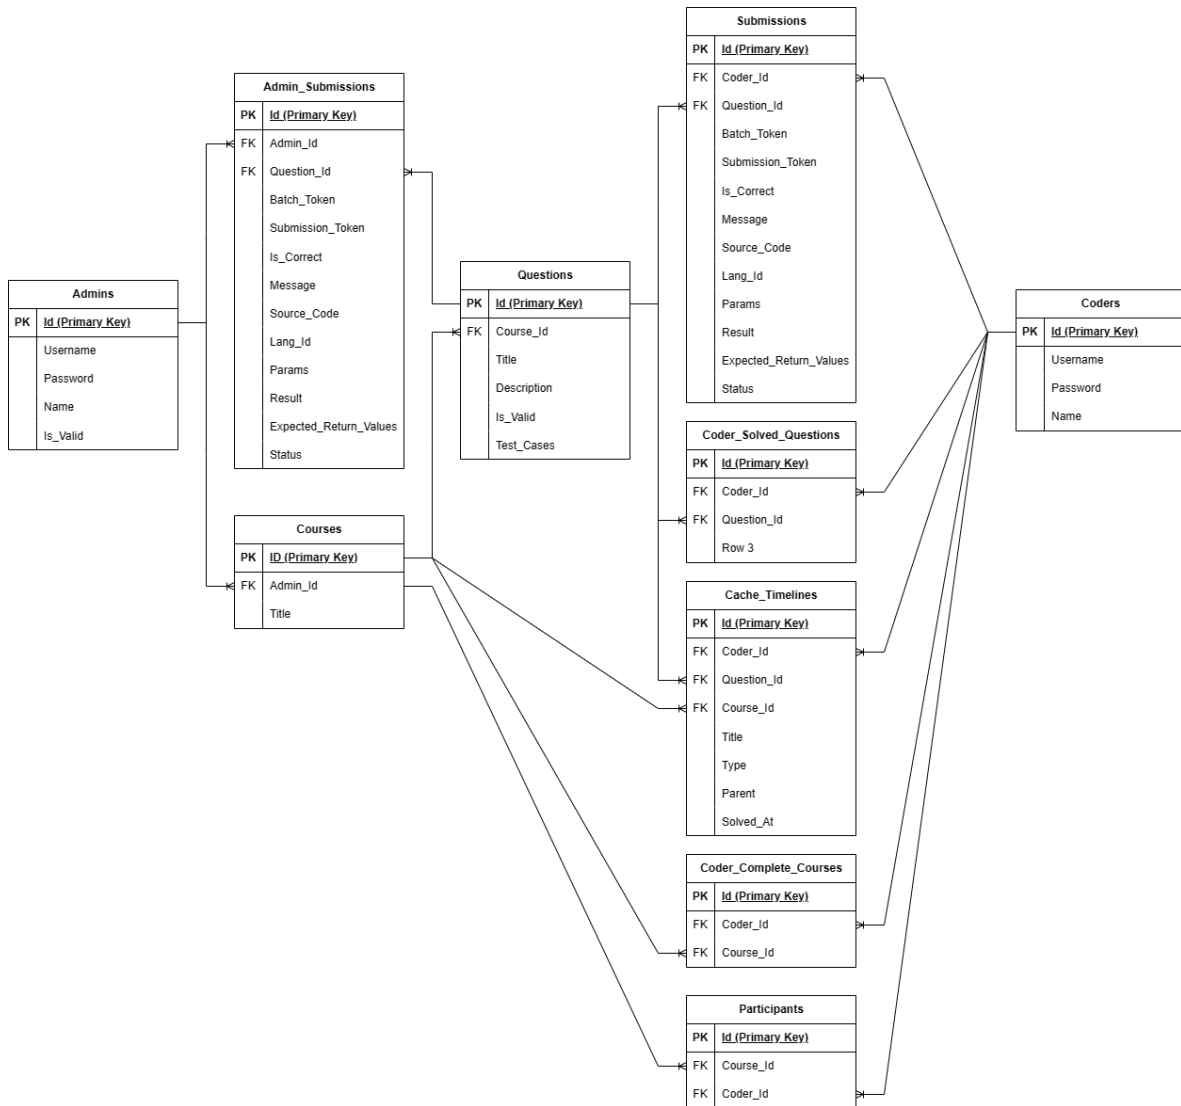 Submissions
PK Id (Primary Key)
FK Coder_Id
FK Question_Id
Batch_Token
Submission_Token
Is_Correct
Message
Source_Code
Lang_Id
Params
Result
Expected_Return_Values
Status
Admin_Submissions
PK Id (Primary Key)
FK Admin_Id
FK Question_Id
Batch_Token
Submission_Token
Is_Correct
Message
Source_Code
Lang_Id
Params
Result
Expected_Return_Values
Status
Questions
PK Id (Primary Key)
FK Course_Id
Title
Description
Is_Valid
Test_Cases
Admins
PK Id (Primary Key)
Username
Password
Name
Is_Valid
Coders
PK Id (Primary Key)
Username
Password
Name
Coder_Solved_Questions
PK Id (Primary Key)
FK Coder_Id
FK Question_Id
Row 3
Courses
PK ID (Primary Key)
FK Admin_Id
Title
Cache_Timelines
PK Id (Primary Key)
FK Coder_Id
FK Question_Id
FK Course_Id
Title
Type
Parent
Solved_At
Coder_Complete_Courses
PK Id (Primary Key)
FK Coder_Id
FK Course_Id
Participants
PK Id (Primary Key)
FK Course_Id
FK Coder_Id